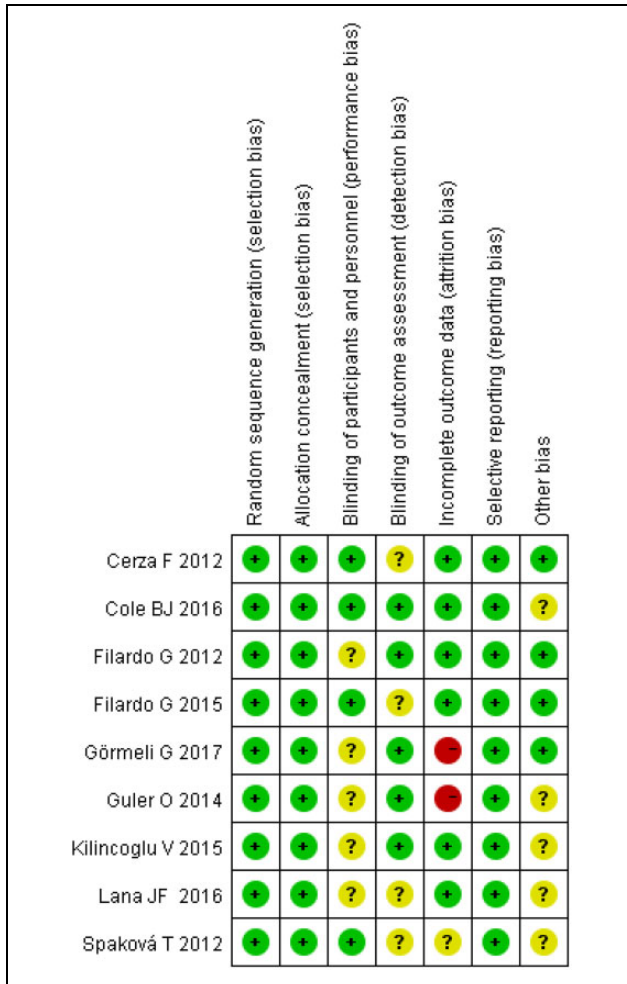 Random sequence generation (selection bias)
Allocation concealment (selection bias)
Blinding of participants and personnel (performance bias)
Blinding of outcome assessment (detection bias)
Incomplete outcome data (attrition bias)
Selective reporting (reporting bias)
Other bias
Cerza F 2012 + + + ? + + +
Cole BJ 2016 + + + + + + ?
Filardo G 2012 + + ? + + + +
Filardo G 2015 + + + ? + + +
Görmeli G 2017 + + ? + - + +
Guler O 2014 + + ? + - + ?
Kilincoglu V 2015 + + ? + + + ?
Lana JF 2016 + + ? ? + + ?
Spaková T 2012 + + + ? ? + ?